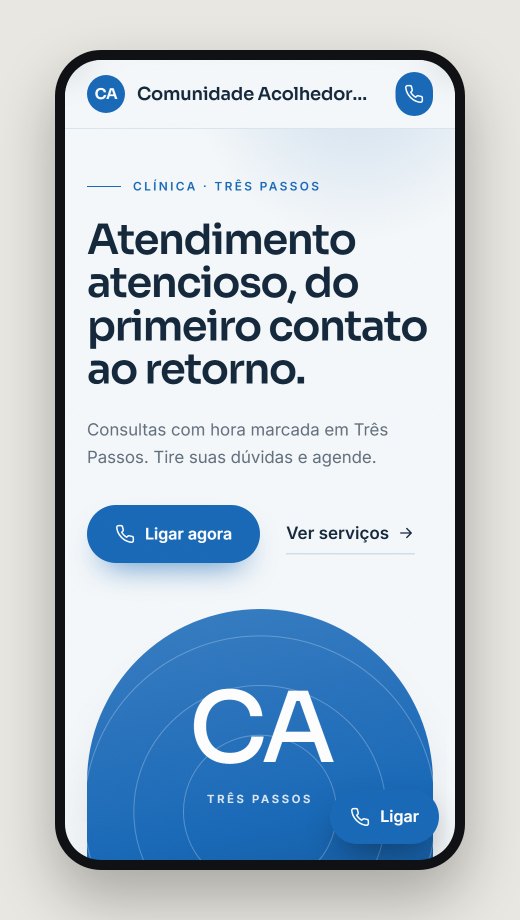 CA Comunidade Acolhedor...
CLÍNICA · TRÊS PASSOS
Atendimento
atencioso, do
primeiro contato
ao retorno.
Consultas com hora marcada em Três
Passos. Tire suas dúvidas e agende.
Ligar agora
Ver serviços →
CA
TRÊS PASSOS
Ligar